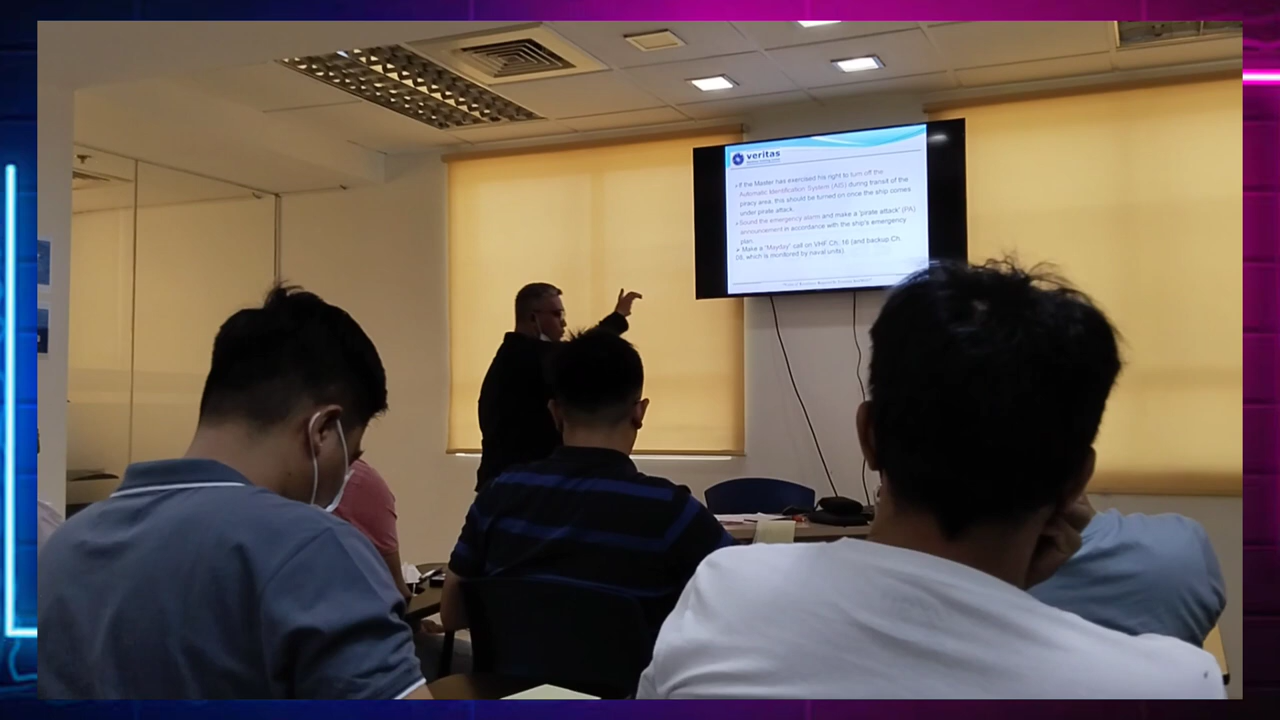 veritas
➢If the Master has exercised his right to turn off the
Automatic Identification System (AIS) during transit of the
piracy area, this should be turned on once the ship comes
under pirate attack.
➢Sound the emergency alarm and make a 'pirate attack' (PA)
announcement in accordance with the ship's emergency
plan.
➢ Make a 'Mayday' call on VHF Ch. 16 (and backup Ch.
08, which is monitored by naval units).